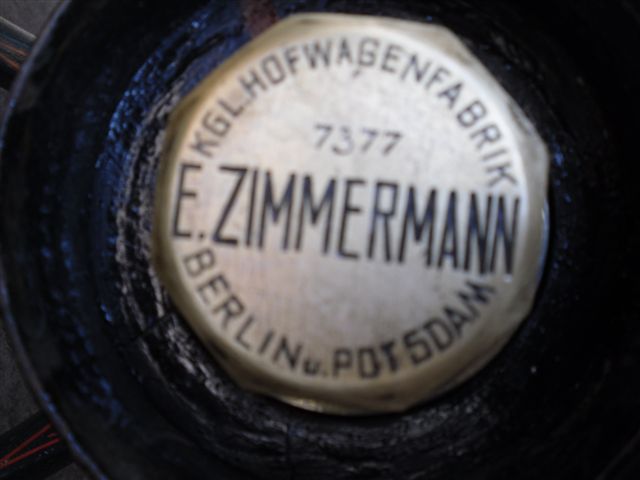 KGL.HOFWAGENFABRIK
7377
E.ZIMMERMANN
BERLIN u. POTSDAM